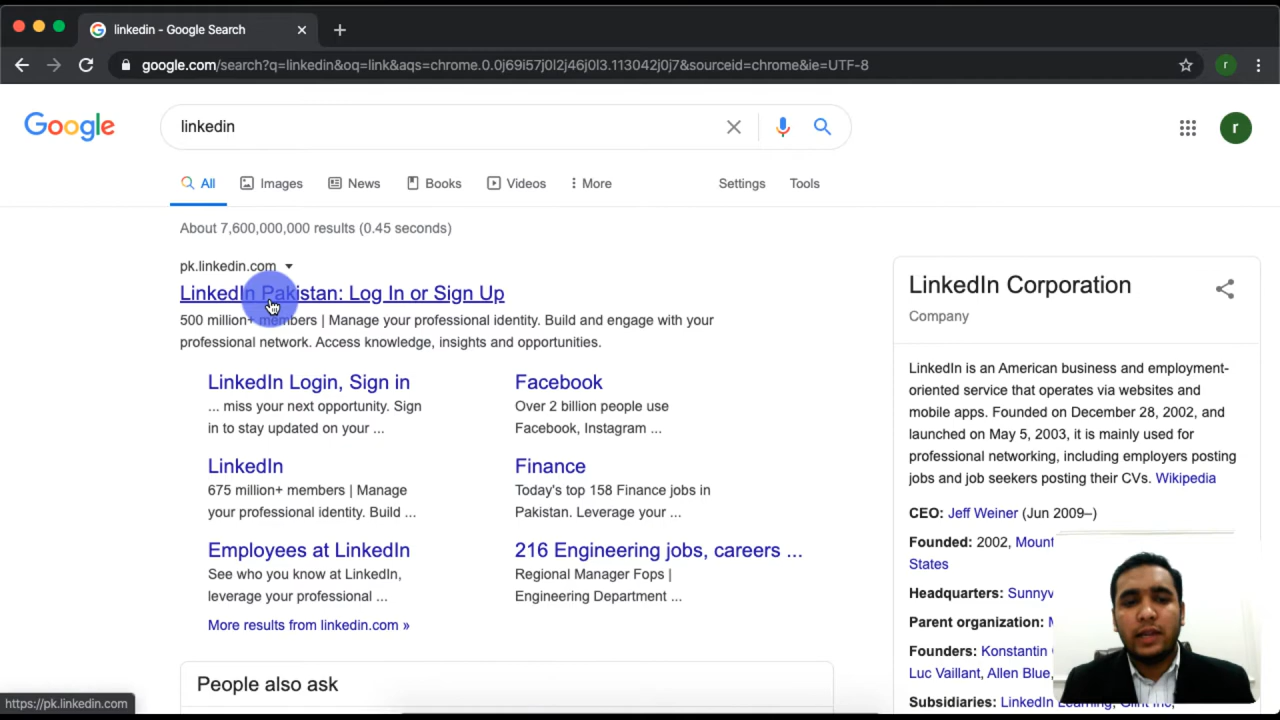 linkedin - Google Search
google.com/search?q=linkedin&oq=link&aqs=chrome.0.0j69i57j0l2j46j0l3.113042j0j7&sourceid=chrome&ie=UTF-8
r
Google
linkedin
r
All
Images
News
Books
Videos
More
Settings
Tools
About 7,600,000,000 results (0.45 seconds)
pk.linkedin.com
LinkedIn Pakistan: Log In or Sign Up
500 million+ members | Manage your professional identity. Build and engage with your
professional network. Access knowledge, insights and opportunities.
LinkedIn Login, Sign in
... miss your next opportunity. Sign
in to stay updated on your ...
Facebook
Over 2 billion people use
Facebook, Instagram ...
LinkedIn
675 million+ members | Manage
your professional identity. Build ...
Finance
Today's top 158 Finance jobs in
Pakistan. Leverage your ...
Employees at LinkedIn
See who you know at LinkedIn,
leverage your professional ...
216 Engineering jobs, careers ...
Regional Manager Fops |
Engineering Department ...
More results from linkedin.com »
People also ask
LinkedIn Corporation
Company
LinkedIn is an American business and employment-
oriented service that operates via websites and
mobile apps. Founded on December 28, 2002, and
launched on May 5, 2003, it is mainly used for
professional networking, including employers posting
jobs and job seekers posting their CVs. Wikipedia
CEO: Jeff Weiner (Jun 2009–)
Founded: 2002, Mount
States
Headquarters: Sunnyv
Parent organization:
Founders: Konstantin
Luc Vaillant, Allen Blue,
Subsidiaries: LinkedIn Learning,
https://pk.linkedin.com